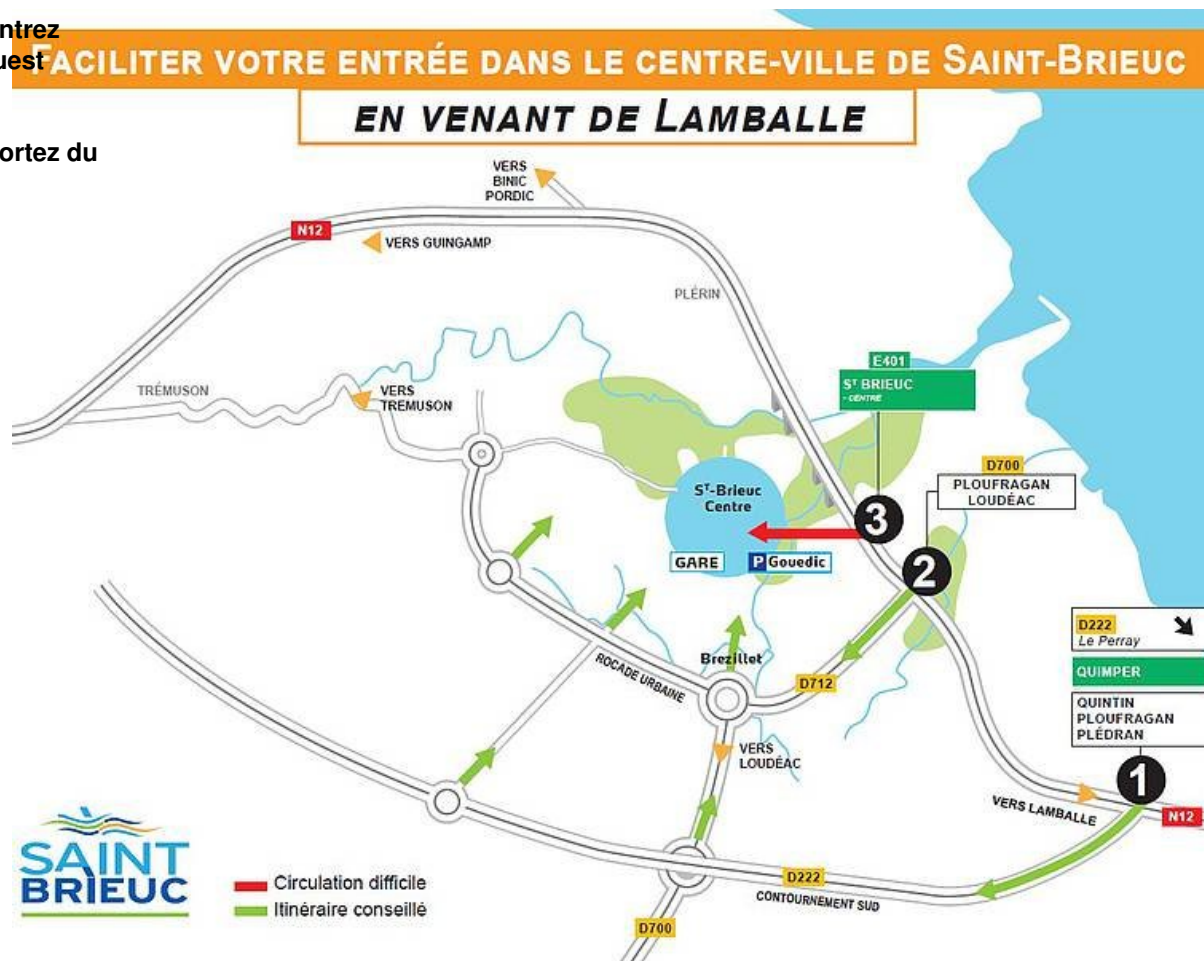 ntrez
uest
ortez du
FACILITER VOTRE ENTRÉE DANS LE CENTRE-VILLE DE SAINT-BRIEUC
EN VENANT DE LAMBALLE
VERS
BINIC
PORDIC
N12
VERS GUINGAMP
PLÉRIN
TRÉMUSON
VERS
TREMUSON
E401
ST BRIEUC
- CENTRE
D700
PLOUFRAGAN
LOUDÉAC
ST-Brieuc
Centre
3
GARE
P Gouedic
2
D222
Le Perray
QUIMPER
QUINTIN
PLOUFRAGAN
PLÉDRAN
Brezillet
ROCADE URBAINE
D712
VERS
LOUDÉAC
1
VERS LAMBALLE
N12
SAINT
BRIEUC
Circulation difficile
Itinéraire conseillé
D222
CONTOURNEMENT SUD
D700